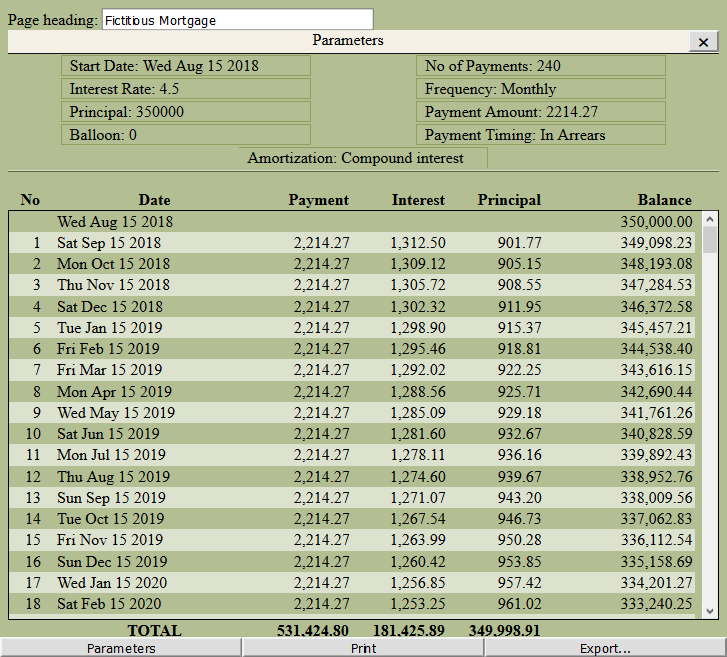 Page heading: Fictitious Mortgage
Parameters
Start Date: Wed Aug 15 2018 No of Payments: 240
Interest Rate: 4.5 Frequency: Monthly
Principal: 350000 Payment Amount: 2214.27
Balloon: 0 Payment Timing: In Arrears
Amortization: Compound interest
No Date Payment Interest Principal Balance
Wed Aug 15 2018 350,000.00
1 Sat Sep 15 2018 2,214.27 1,312.50 901.77 349,098.23
2 Mon Oct 15 2018 2,214.27 1,309.12 905.15 348,193.08
3 Thu Nov 15 2018 2,214.27 1,305.72 908.55 347,284.53
4 Sat Dec 15 2018 2,214.27 1,302.32 911.95 346,372.58
5 Tue Jan 15 2019 2,214.27 1,298.90 915.37 345,457.21
6 Fri Feb 15 2019 2,214.27 1,295.46 918.81 344,538.40
7 Fri Mar 15 2019 2,214.27 1,292.02 922.25 343,616.15
8 Mon Apr 15 2019 2,214.27 1,288.56 925.71 342,690.44
9 Wed May 15 2019 2,214.27 1,285.09 929.18 341,761.26
10 Sat Jun 15 2019 2,214.27 1,281.60 932.67 340,828.59
11 Mon Jul 15 2019 2,214.27 1,278.11 936.16 339,892.43
12 Thu Aug 15 2019 2,214.27 1,274.60 939.67 338,952.76
13 Sun Sep 15 2019 2,214.27 1,271.07 943.20 338,009.56
14 Tue Oct 15 2019 2,214.27 1,267.54 946.73 337,062.83
15 Fri Nov 15 2019 2,214.27 1,263.99 950.28 336,112.54
16 Sun Dec 15 2019 2,214.27 1,260.42 953.85 335,158.69
17 Wed Jan 15 2020 2,214.27 1,256.85 957.42 334,201.27
18 Sat Feb 15 2020 2,214.27 1,253.25 961.02 333,240.25
TOTAL 531,424.80 181,425.89 349,998.91
Parameters Print Export...